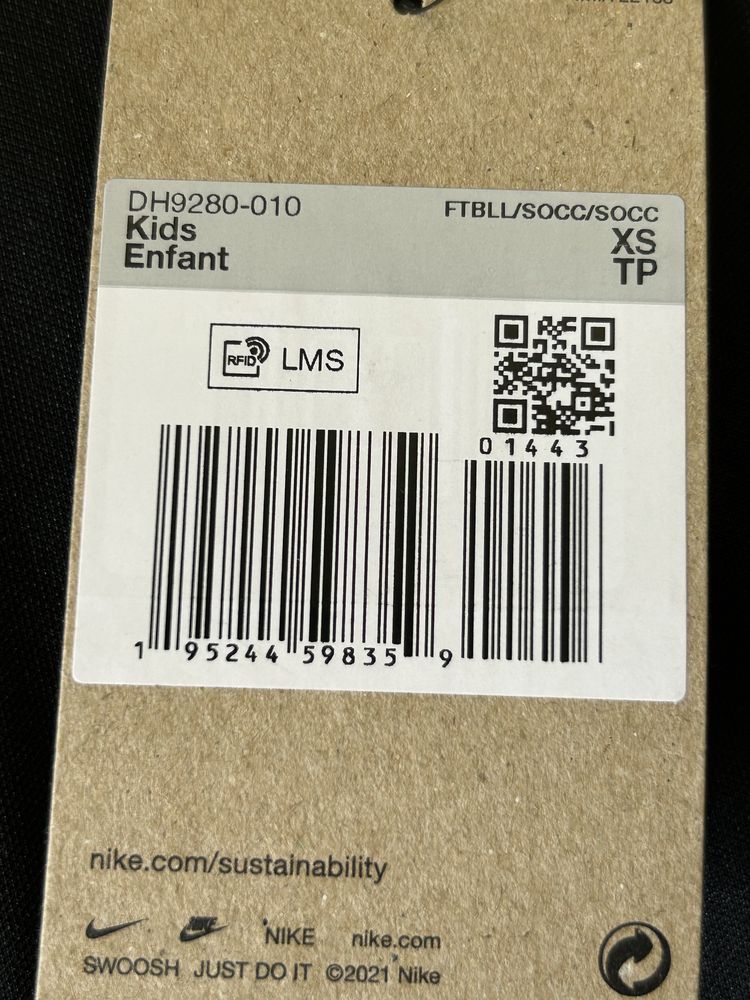 DH9280-010 FTBLL/SOCC/SOCC
Kids XS
Enfant TP
RFID LMS
01443
1 95244 59835 9
nike.com/sustainability
NIKE NIKE nike.com
SWOOSH JUST DO IT ©2021 Nike